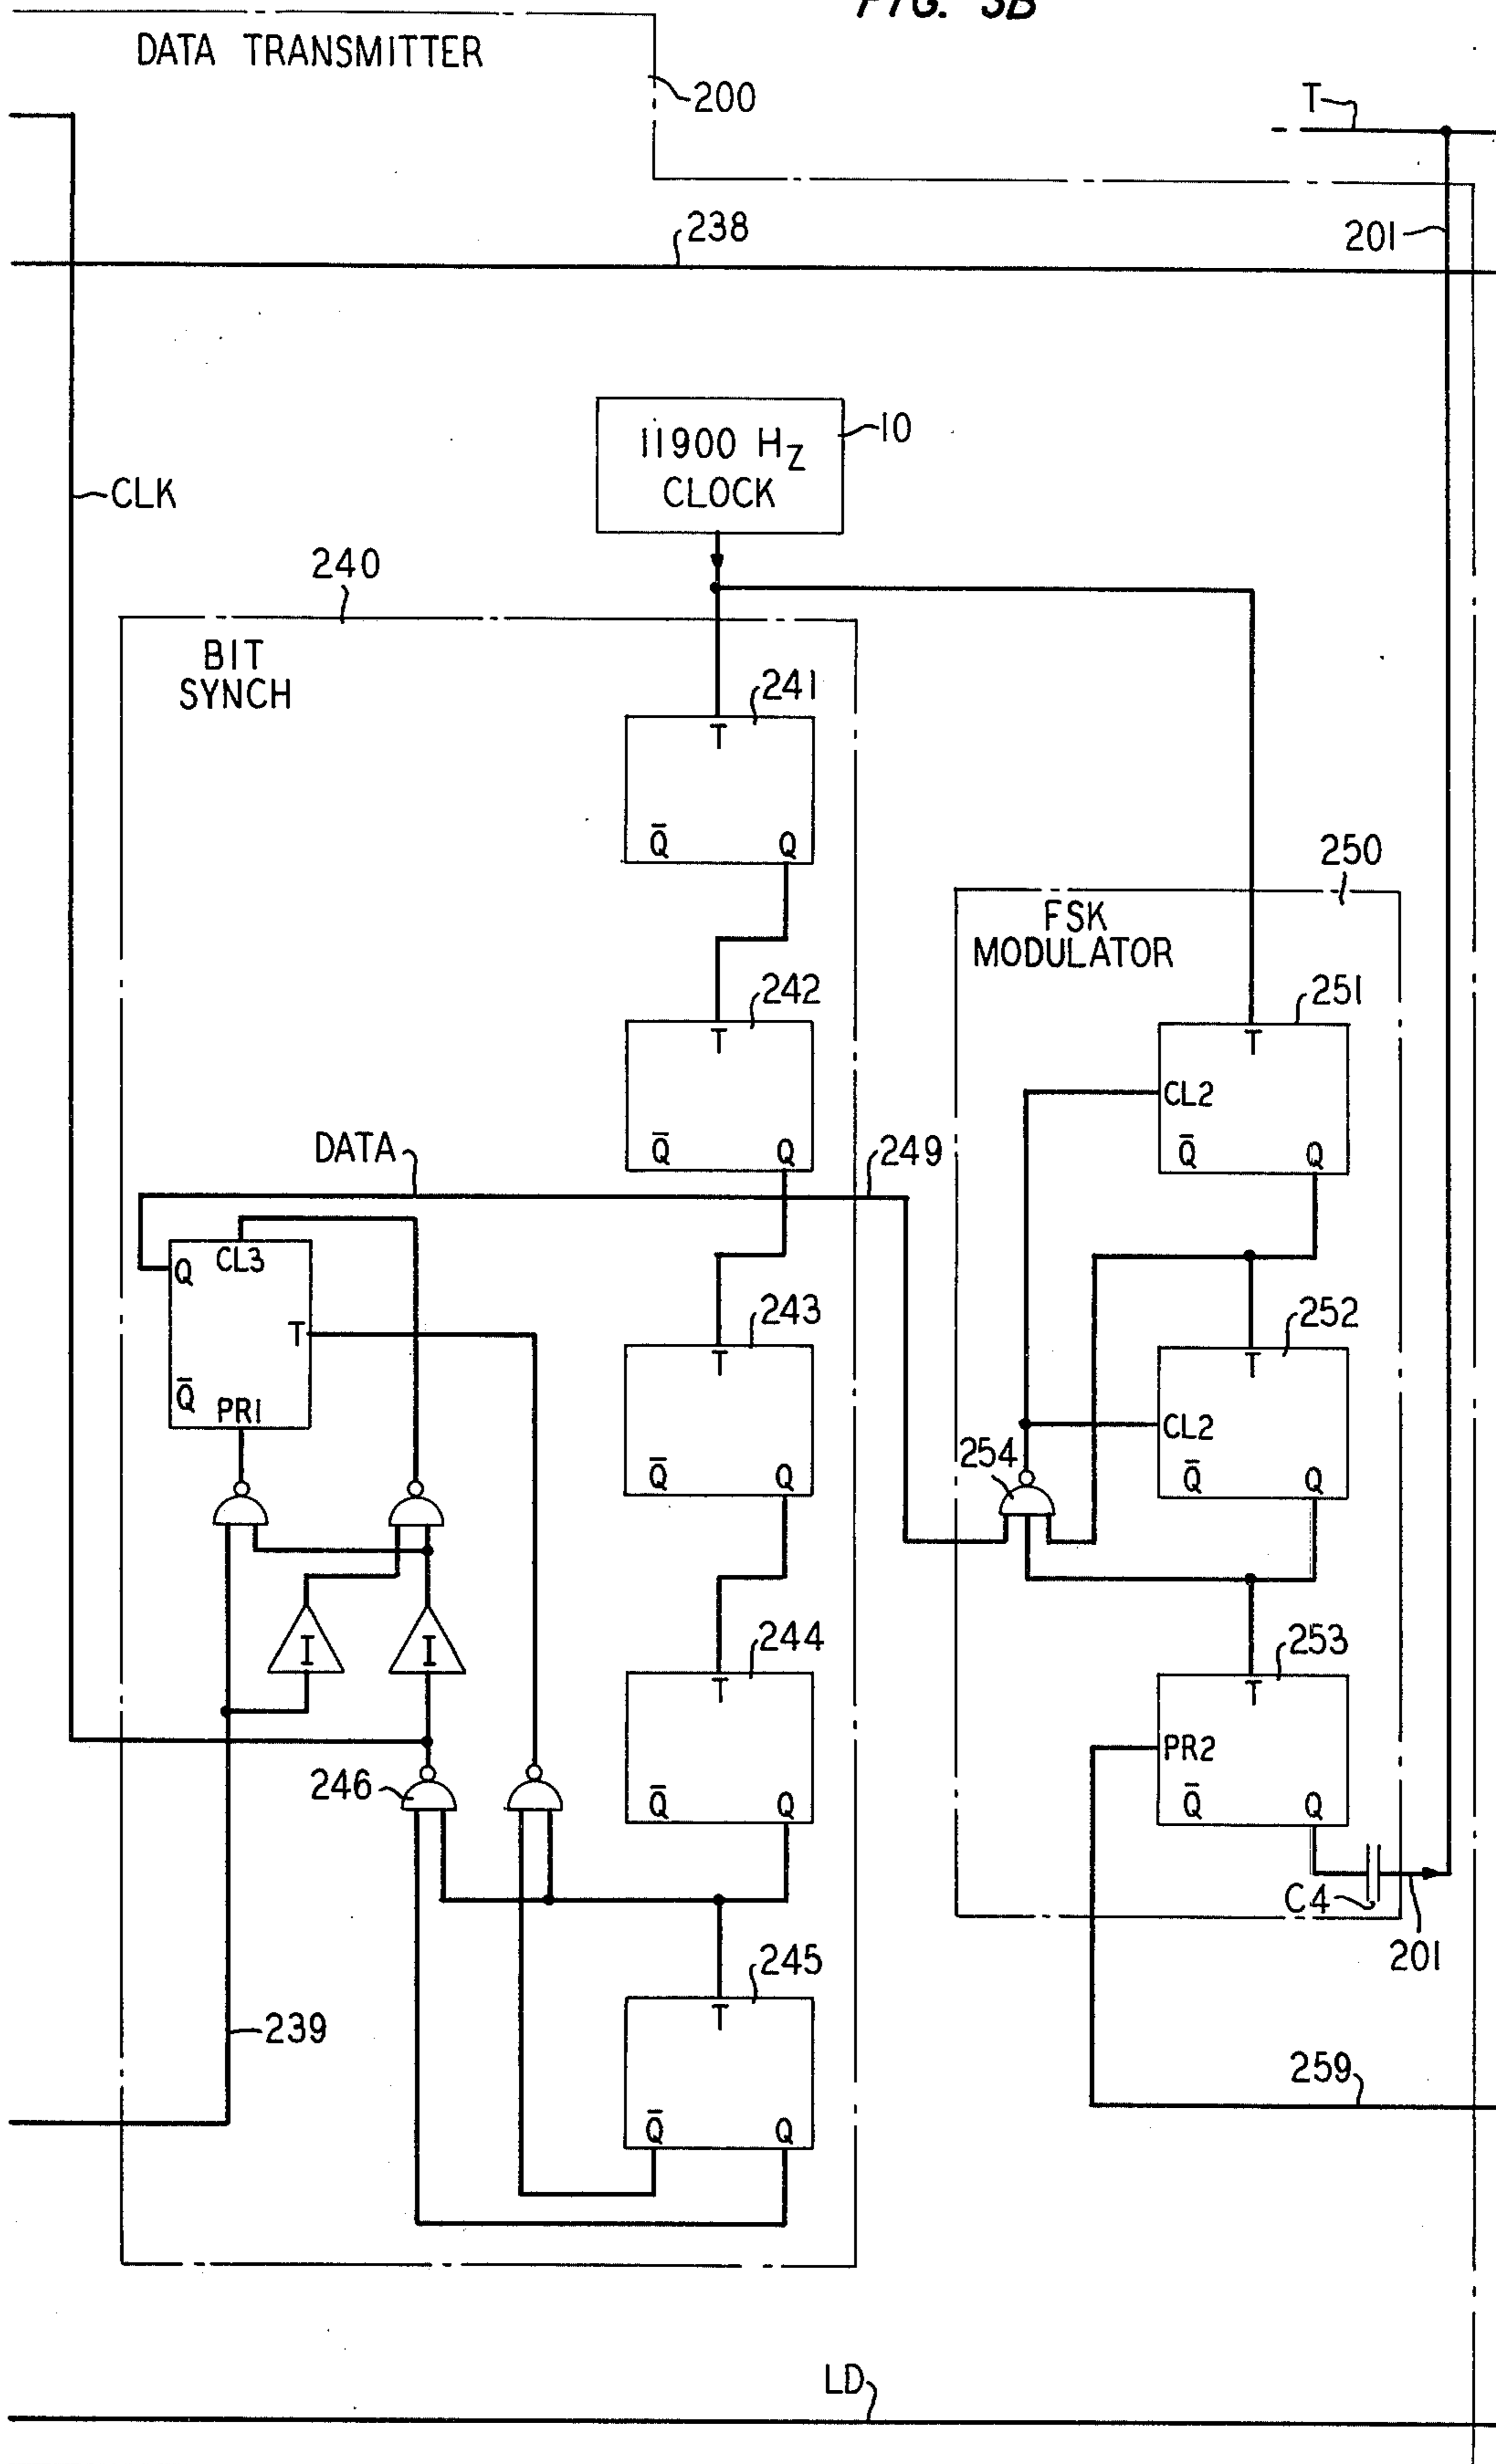 FIG. 3B
DATA TRANSMITTER
200
T
201
238
11900 HZ
CLOCK
10
CLK
240
BIT
SYNCH
241
T
Q̅ Q
250
FSK
MODULATOR
242
T
251
T
CL2
DATA
Q̅ Q
249
Q̅ Q
CL3
Q
T
243
T
252
T
Q̅
PR1
CL2
254
Q̅ Q
Q̅ Q
I I
244
T
253
T
PR2
246
Q̅ Q
Q̅ Q
C4
201
245
T
239
259
Q̅ Q
LD